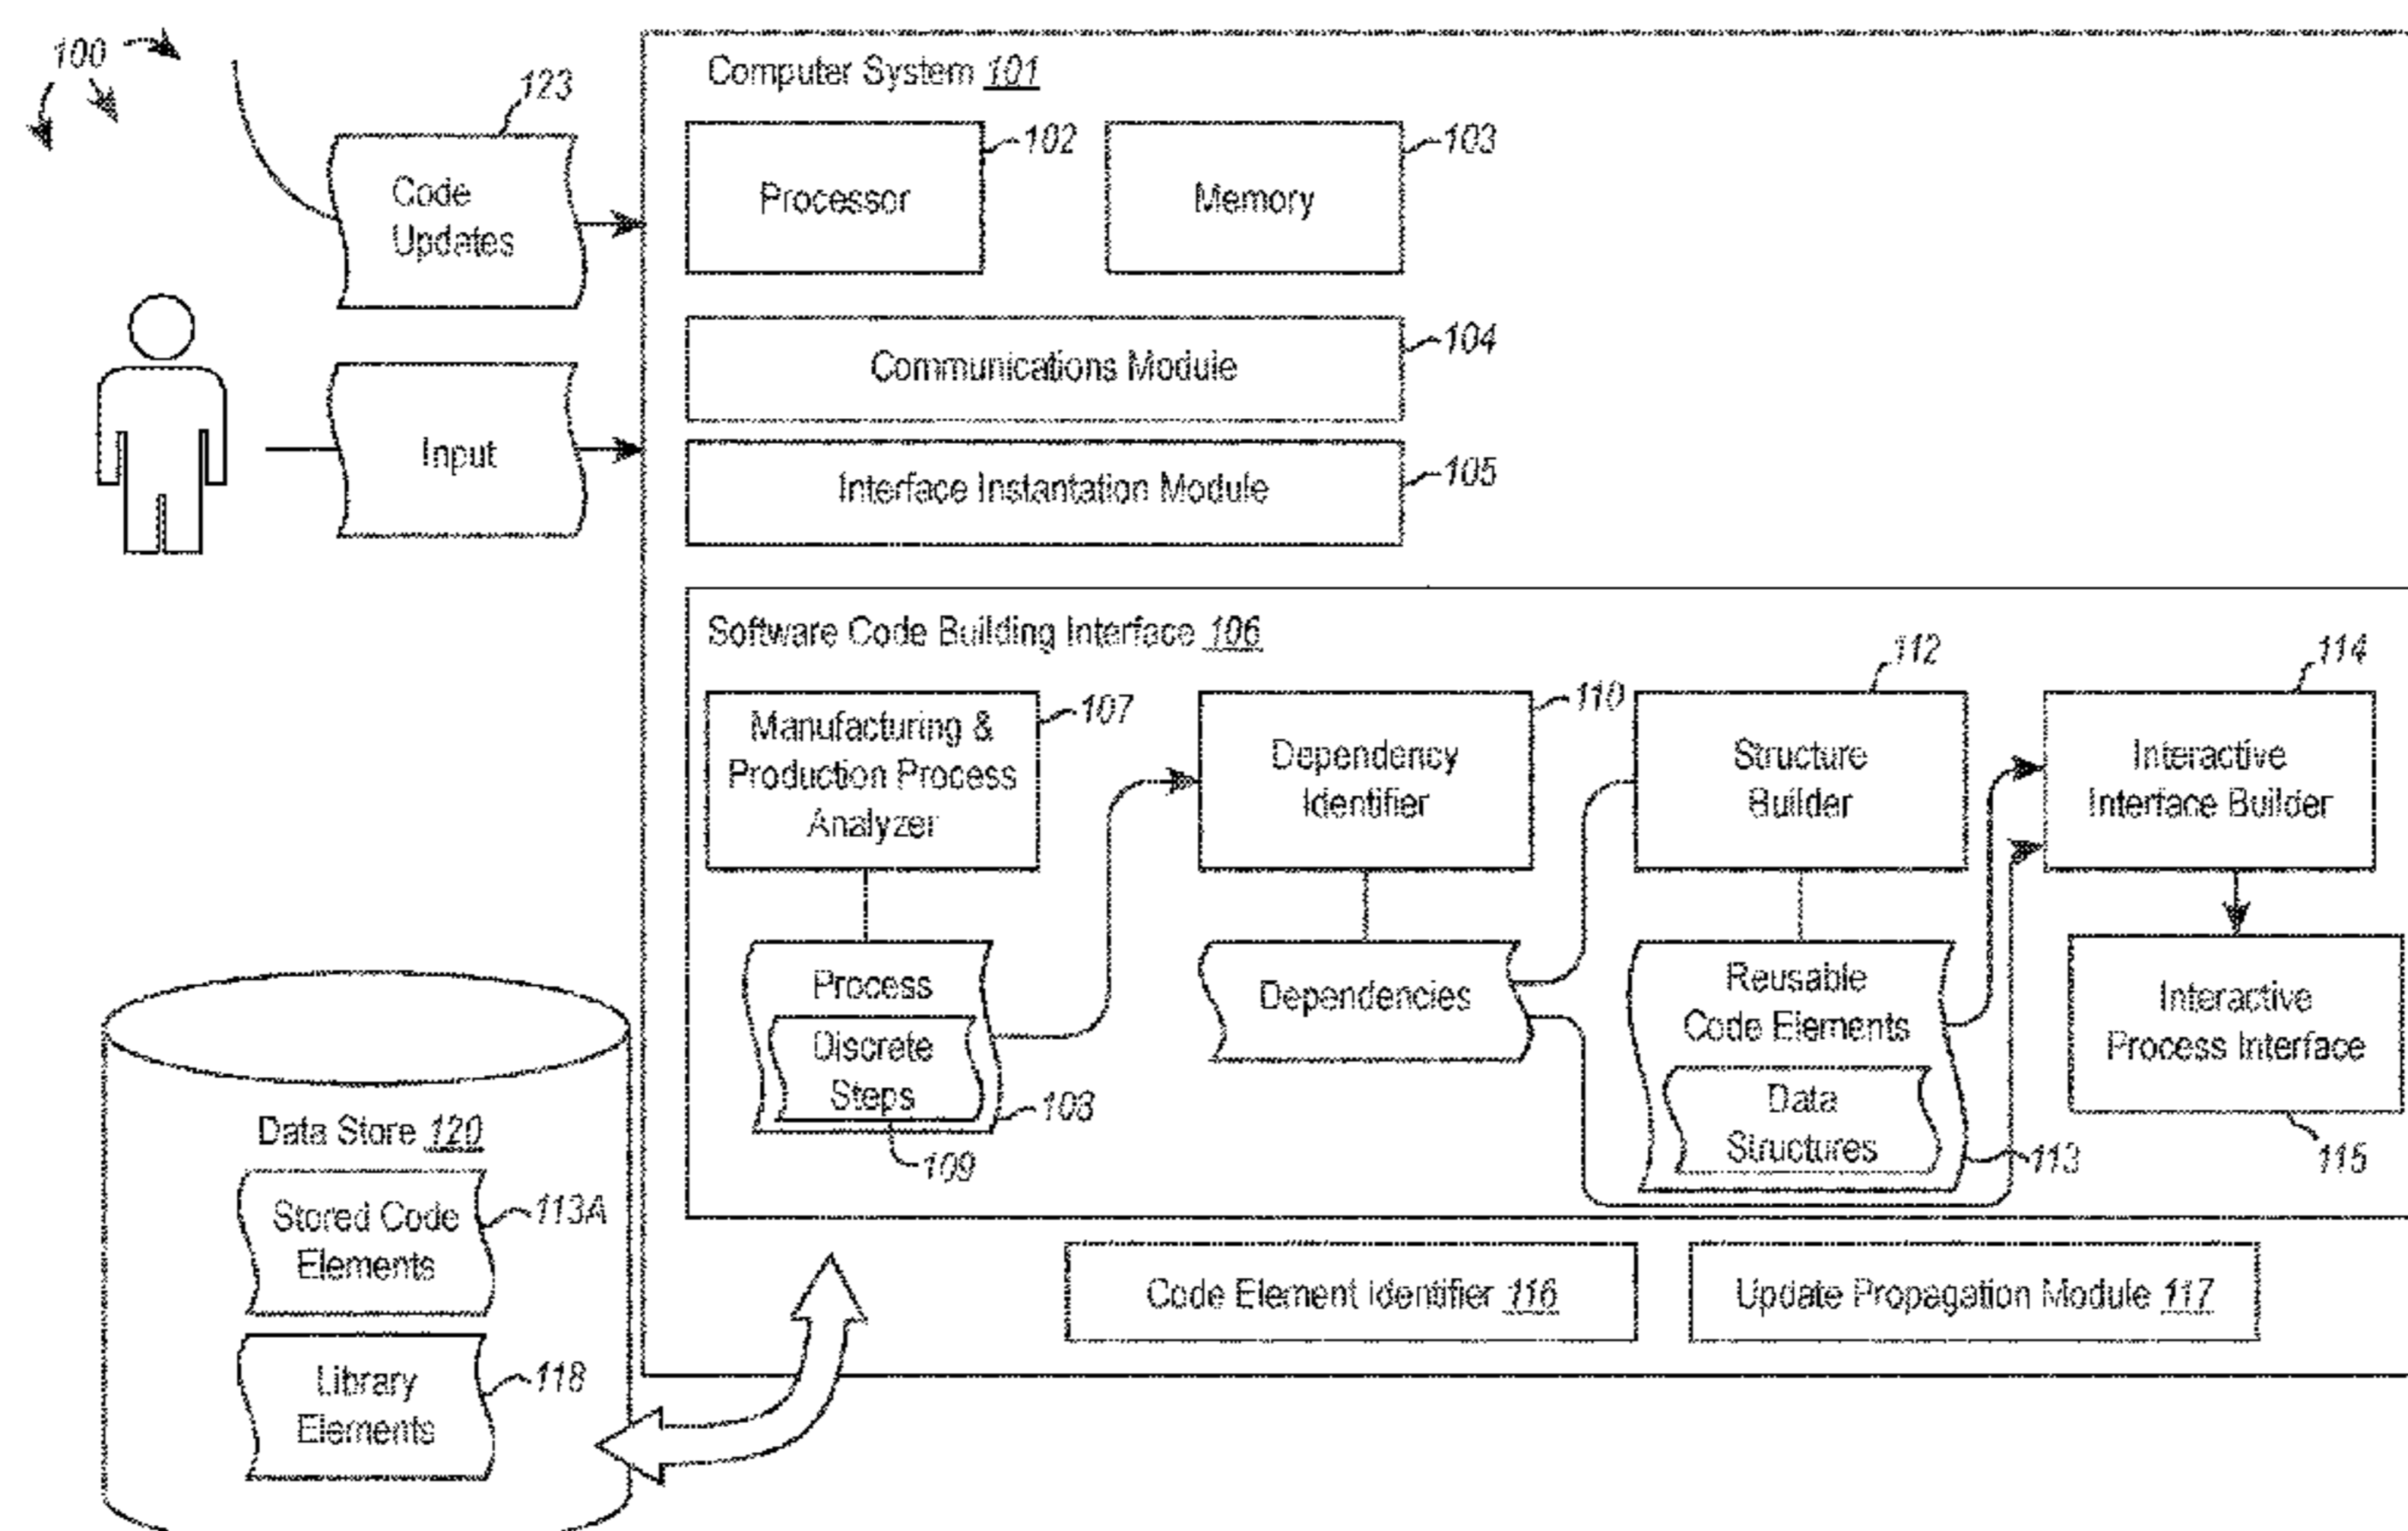 100
123
Code
Updates
Input
Computer System 101
102
Processor
103
Memory
104
Communications Module
105
Interface Instantation Module
Software Code Building Interface 106
107
Manufacturing &
Production Process
Analyzer
110
Dependency
Identifier
112
Structure
Builder
114
Interactive
Interface Builder
Process
Discrete
Steps
108
109
Dependencies
Reusable
Code Elements
Data
Structures
113
Interactive
Process Interface
115
Data Store 120
Stored Code
Elements
113A
Library
Elements
118
Code Element Identifier 116
Update Propagation Module 117